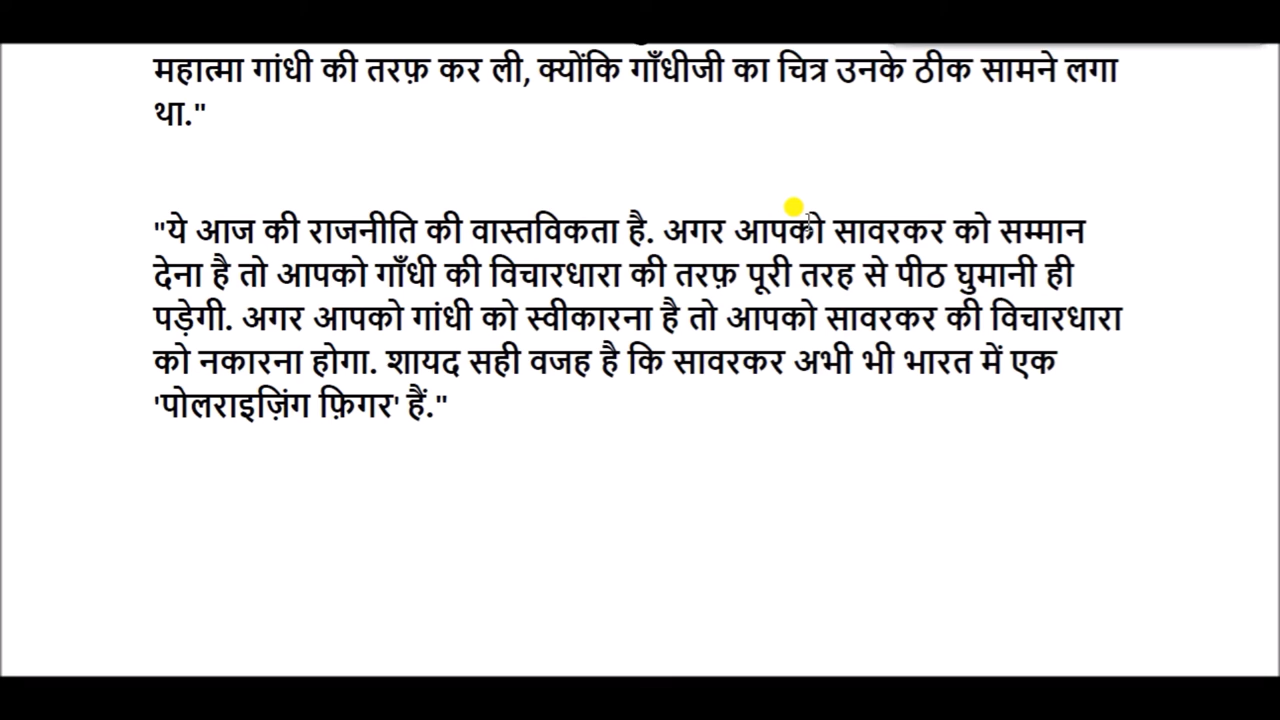 महात्मा गांधी की तरफ़ कर ली, क्योंकि गाँधीजी का चित्र उनके ठीक सामने लगा
था."
"ये आज की राजनीति की वास्तविकता है. अगर आपको सावरकर को सम्मान
देना है तो आपको गाँधी की विचारधारा की तरफ़ पूरी तरह से पीठ घुमानी ही
पड़ेगी. अगर आपको गांधी को स्वीकारना है तो आपको सावरकर की विचारधारा
को नकारना होगा. शायद सही वजह है कि सावरकर अभी भी भारत में एक
'पोलराइज़िंग फ़िगर' हैं."